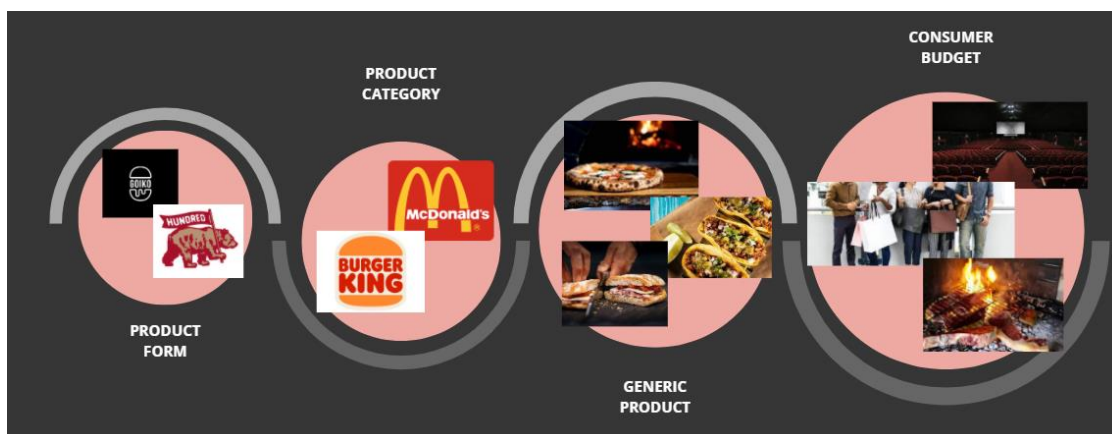 CONSUMER
BUDGET
PRODUCT
CATEGORY
GOIKO
HUNDRED
McDonald's
BURGER
KING
PRODUCT
FORM
GENERIC
PRODUCT